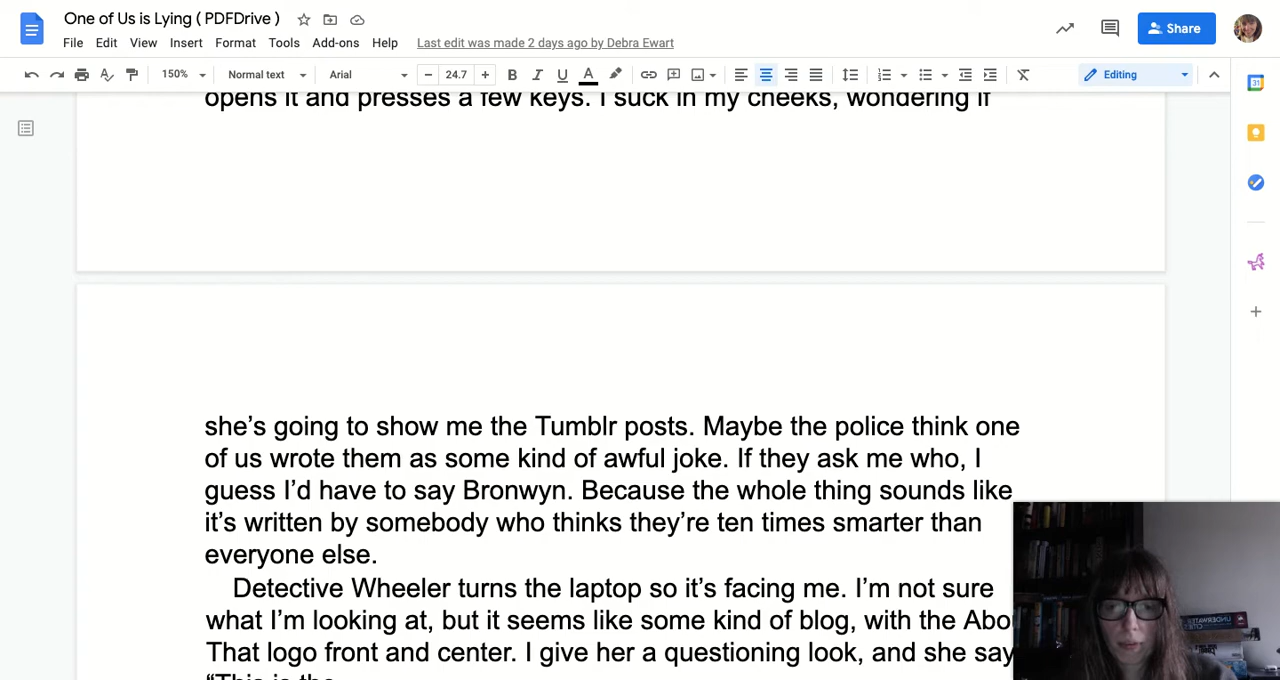 One of Us is Lying ( PDFDrive )
File Edit View Insert Format Tools Add-ons Help Last edit was made 2 days ago by Debra Ewart
Share
150% Normal text Arial 24.7 B I U A Editing
31
opens it and presses a few keys. I suck in my cheeks, wondering if
she’s going to show me the Tumblr posts. Maybe the police think one
of us wrote them as some kind of awful joke. If they ask me who, I
guess I’d have to say Bronwyn. Because the whole thing sounds like
it’s written by somebody who thinks they’re ten times smarter than
everyone else.
Detective Wheeler turns the laptop so it’s facing me. I’m not sure
what I’m looking at, but it seems like some kind of blog, with the Abo
That logo front and center. I give her a questioning look, and she say
“This is the